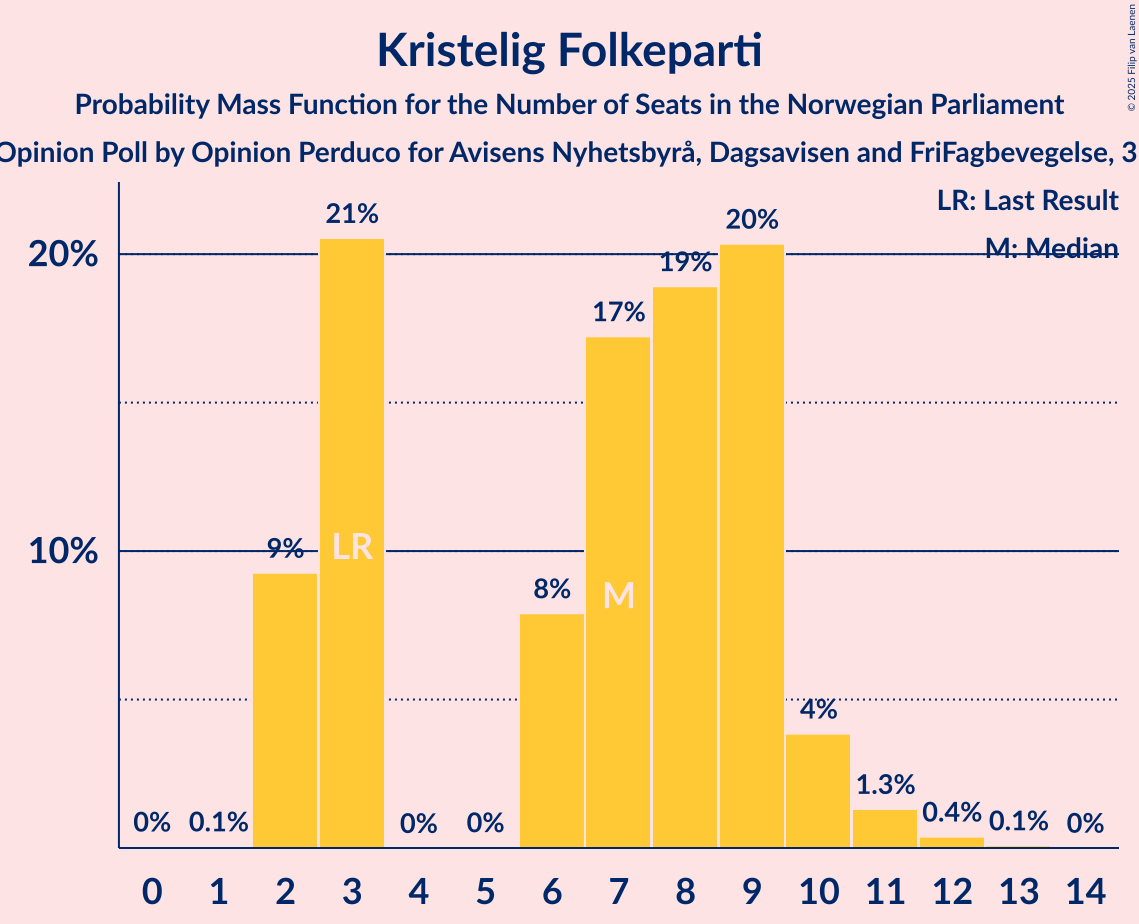 Kristelig Folkeparti
Probability Mass Function for the Number of Seats in the Norwegian Parliament
Opinion Poll by Opinion Perduco for Avisens Nyhetsbyrå, Dagsavisen and FriFagbevegelse, 3
© 2025 Filip van Laenen
LR: Last Result
M: Median
20%
10%
0% 0.1% 9% 21% 0% 0% 8% 17% 19% 20% 4% 1.3% 0.4% 0.1% 0%
LR
M
0 1 2 3 4 5 6 7 8 9 10 11 12 13 14